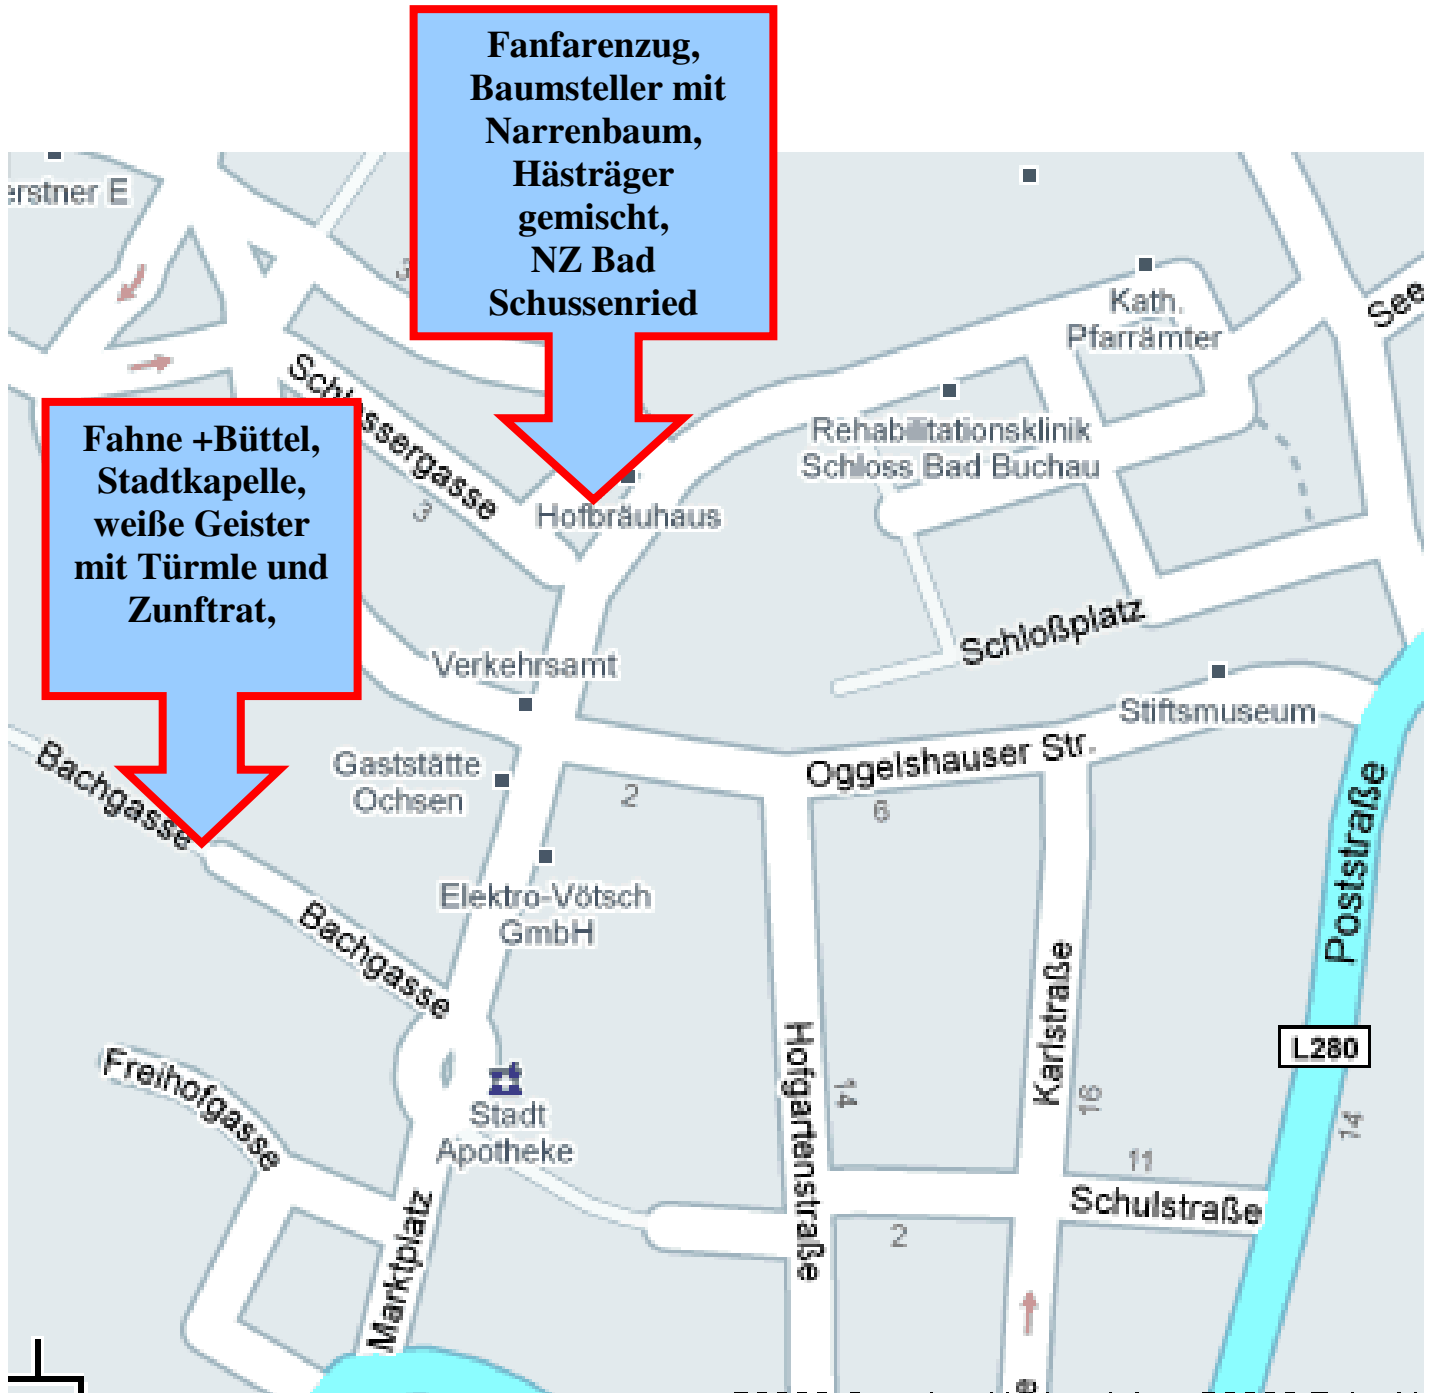 Fanfarenzug,
Baumsteller mit
Narrenbaum,
Hästräger
gemischt,
NZ Bad
Schussenried
erstner E
3
Kath.
Pfarrämter
See
Schlossergasse
3
Rehabilitationsklinik
Schloss Bad Buchau
Hofbräuhaus
Fahne +Büttel,
Stadtkapelle,
weiße Geister
mit Türmle und
Zunftrat,
Schloßplatz
Verkehrsamt
Stiftsmuseum
Gaststätte
Ochsen
2
Oggelshauser Str.
6
Bachgasse
Poststraße
Elektro-Vötsch
GmbH
Bachgasse
Karlstraße
L280
Freihofgasse
Hofgartenstraße
14
16
14
Stadt
Apotheke
11
Schulstraße
2
Marktplatz